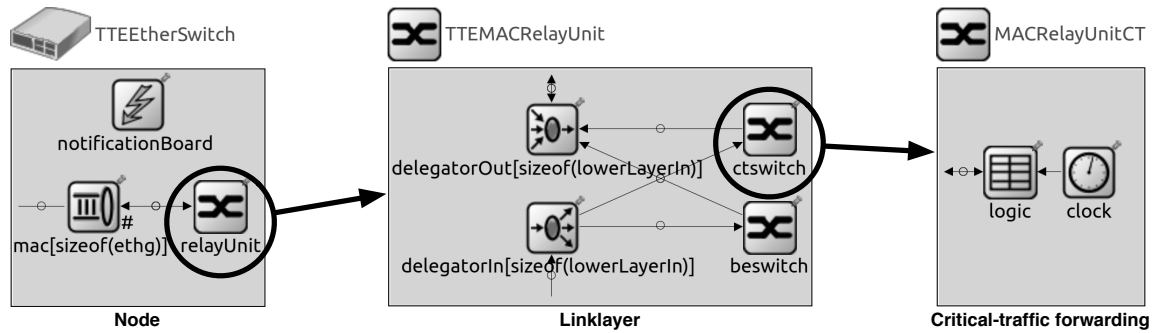 TTEEtherSwitch
notificationBoard
#
mac[sizeof(ethg)]
relayUnit
Node
TTEMACRelayUnit
delegatorOut[sizeof(lowerLayerIn)]
ctswitch
delegatorIn[sizeof(lowerLayerIn)]
beswitch
Linklayer
MACRelayUnitCT
logic
clock
Critical-traffic forwarding